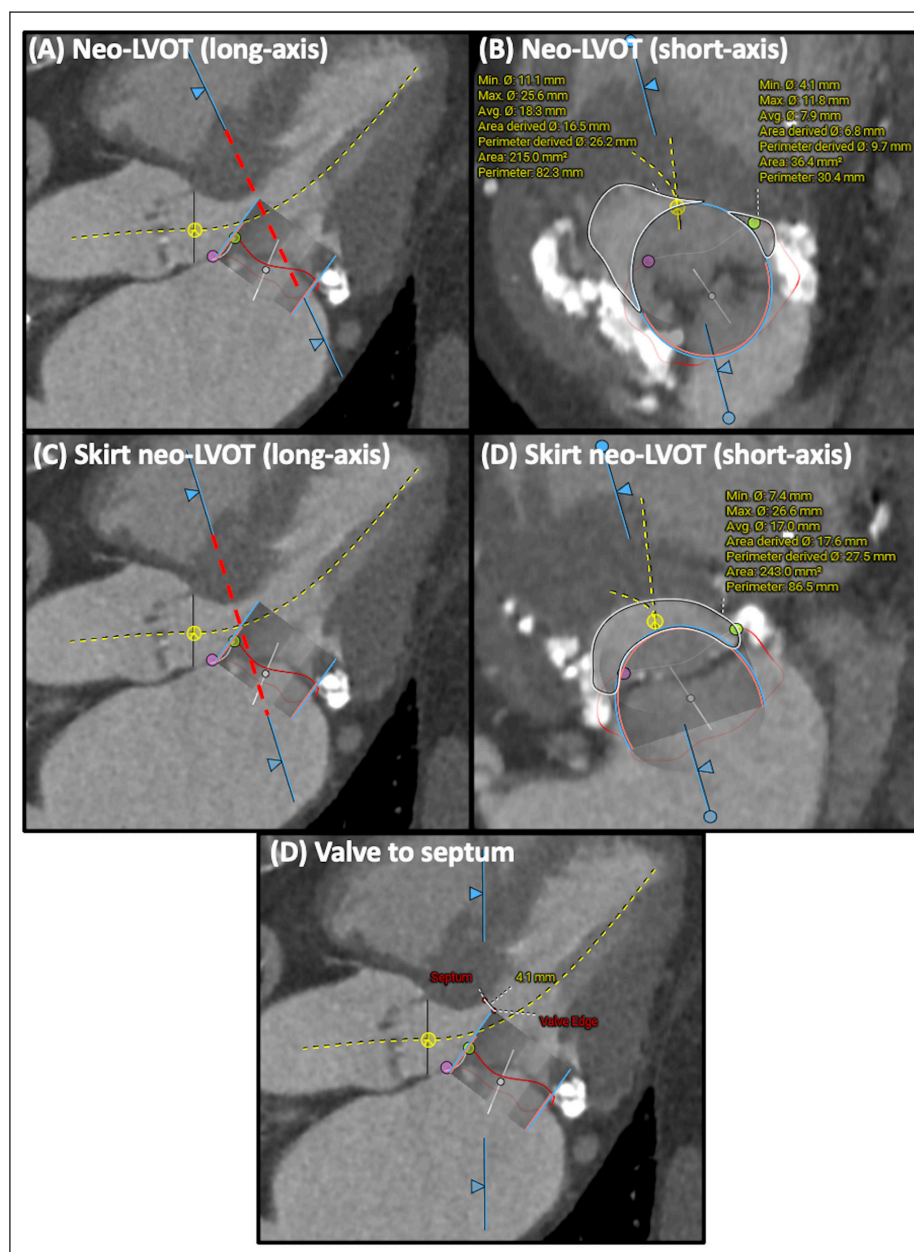 (A) Neo-LVOT (long-axis)
(B) Neo-LVOT (short-axis)
Min. Ø: 11.1 mm
Max. Ø: 25.6 mm
Avg. Ø: 18.3 mm
Area derived Ø: 16.5 mm
Perimeter derived Ø: 26.2 mm
Area: 215.0 mm²
Perimeter: 82.3 mm
Min. Ø: 4.1 mm
Max. Ø: 11.8 mm
Avg. Ø: 7.9 mm
Area derived Ø: 6.8 mm
Perimeter derived Ø: 9.7 mm
Area: 36.4 mm²
Perimeter: 30.4 mm
(C) Skirt neo-LVOT (long-axis)
(D) Skirt neo-LVOT (short-axis)
Min. Ø: 7.4 mm
Max. Ø: 26.6 mm
Avg. Ø: 17.0 mm
Area derived Ø: 17.6 mm
Perimeter derived Ø: 27.5 mm
Area: 243.0 mm²
Perimeter: 86.5 mm
(D) Valve to septum
Septum
4.1 mm
Valve Edge